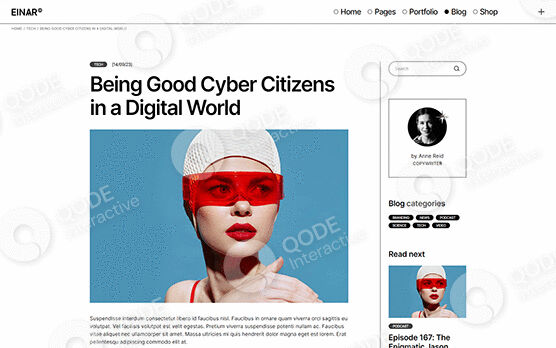 EINAR®
Home Pages Portfolio Blog Shop
HOME / TECH / BEING GOOD CYBER CITIZENS IN A DIGITAL WORLD
TECH [14/09/23]
Being Good Cyber Citizens
in a Digital World
Suspendisse interdum consectetur libero id faucibus nisl. Faucibus in ornare quam viverra orci sagittis eu
volutpat. Vel facilisis volutpat est velit egestas. Pretium viverra suspendisse potenti nullam ac. Faucibus
vitae aliquet nec ullamcorper sit amet. Massa ultricies mi quis hendrerit dolor magna eget est lorem. Erat
pellentesqu adipiscing commodo elit at.
Search
by Anne Reid
COPYWRITER
Blog categories
BRANDING NEWS PODCAST
SCIENCE TECH VIDEO
Read next
PODCAST
Episode 167: The
Enigmatic Jason
QODE
Interactive